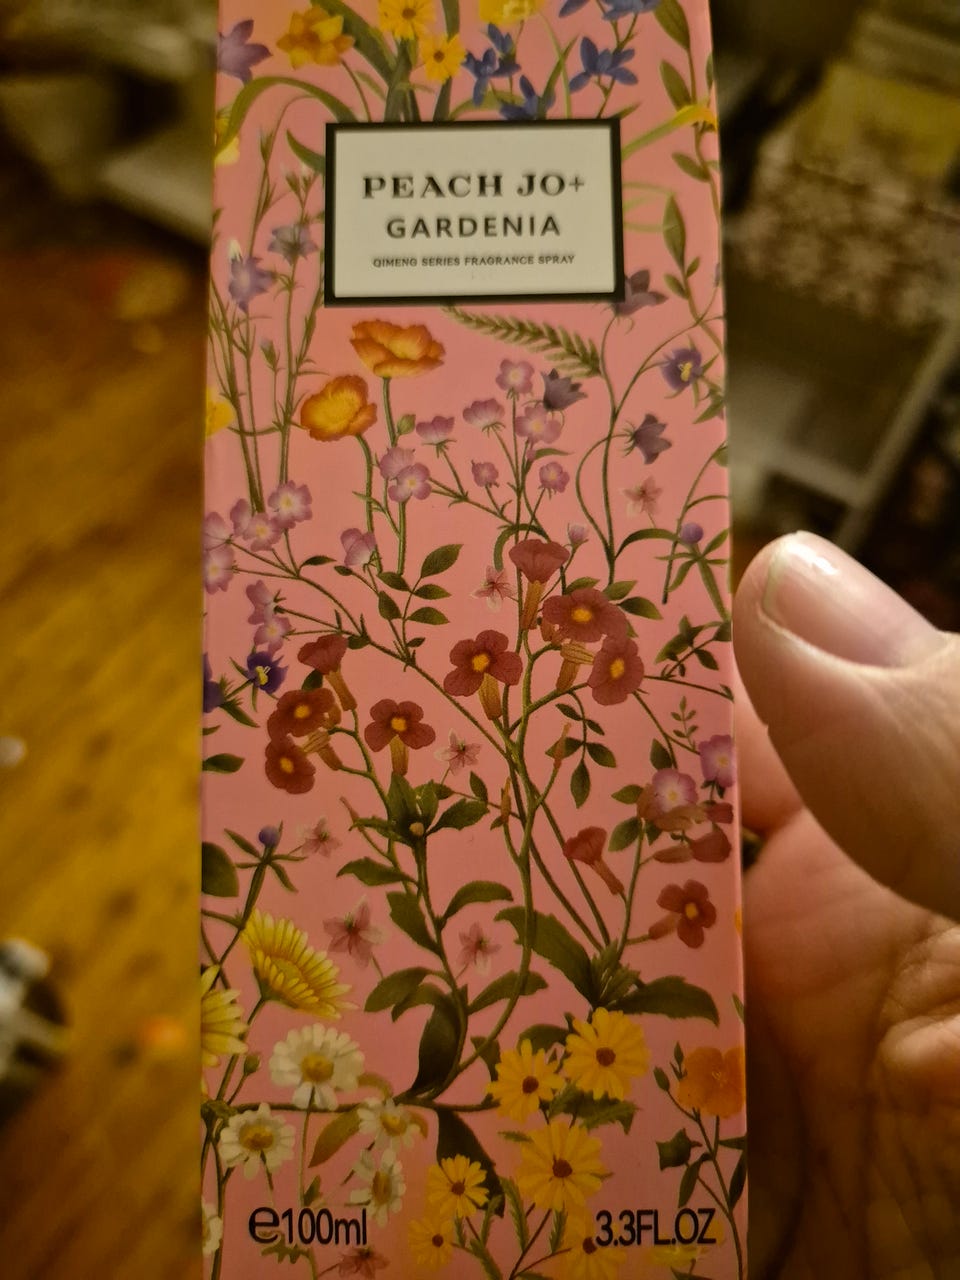 PEACH JO+
GARDENIA
QIMENG SERIES FRAGRANCE SPRAY
℮100ml
3.3FL.OZ